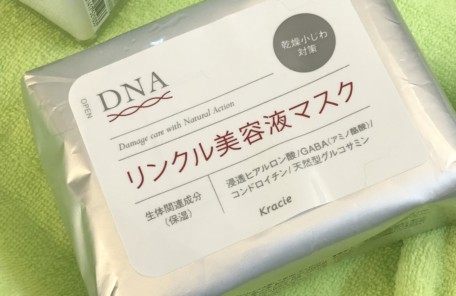 OPEN
DNA
乾燥小じわ
対策
Damage care with Natural Action
リンクル美容液マスク
生体関連成分
(保湿)
浸透ヒアルロン酸/GABA(アミノ酪酸)/
コンドロイチン/天然型グルコサミン
Kracie